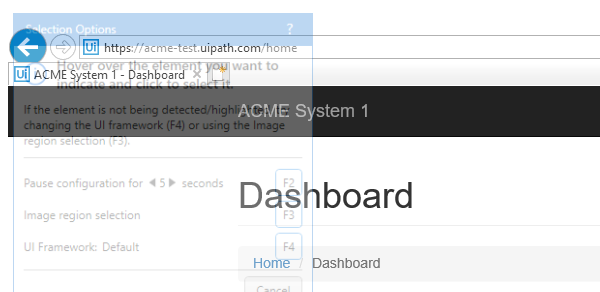 Selection Options ?
Ui https://acme-test.uipath.com/home
Hover over the element you want to
Ui ACME System 1 - Dashboard ×
indicate and click to select it.
If the element is not being detected/highlighted
ACME System 1
changing the UI framework (F4) or using the Image
region selection (F3).
Pause configuration for 5 seconds F2
Dashboard
Image region selection F3
UI Framework: Default F4
Home / Dashboard
Cancel